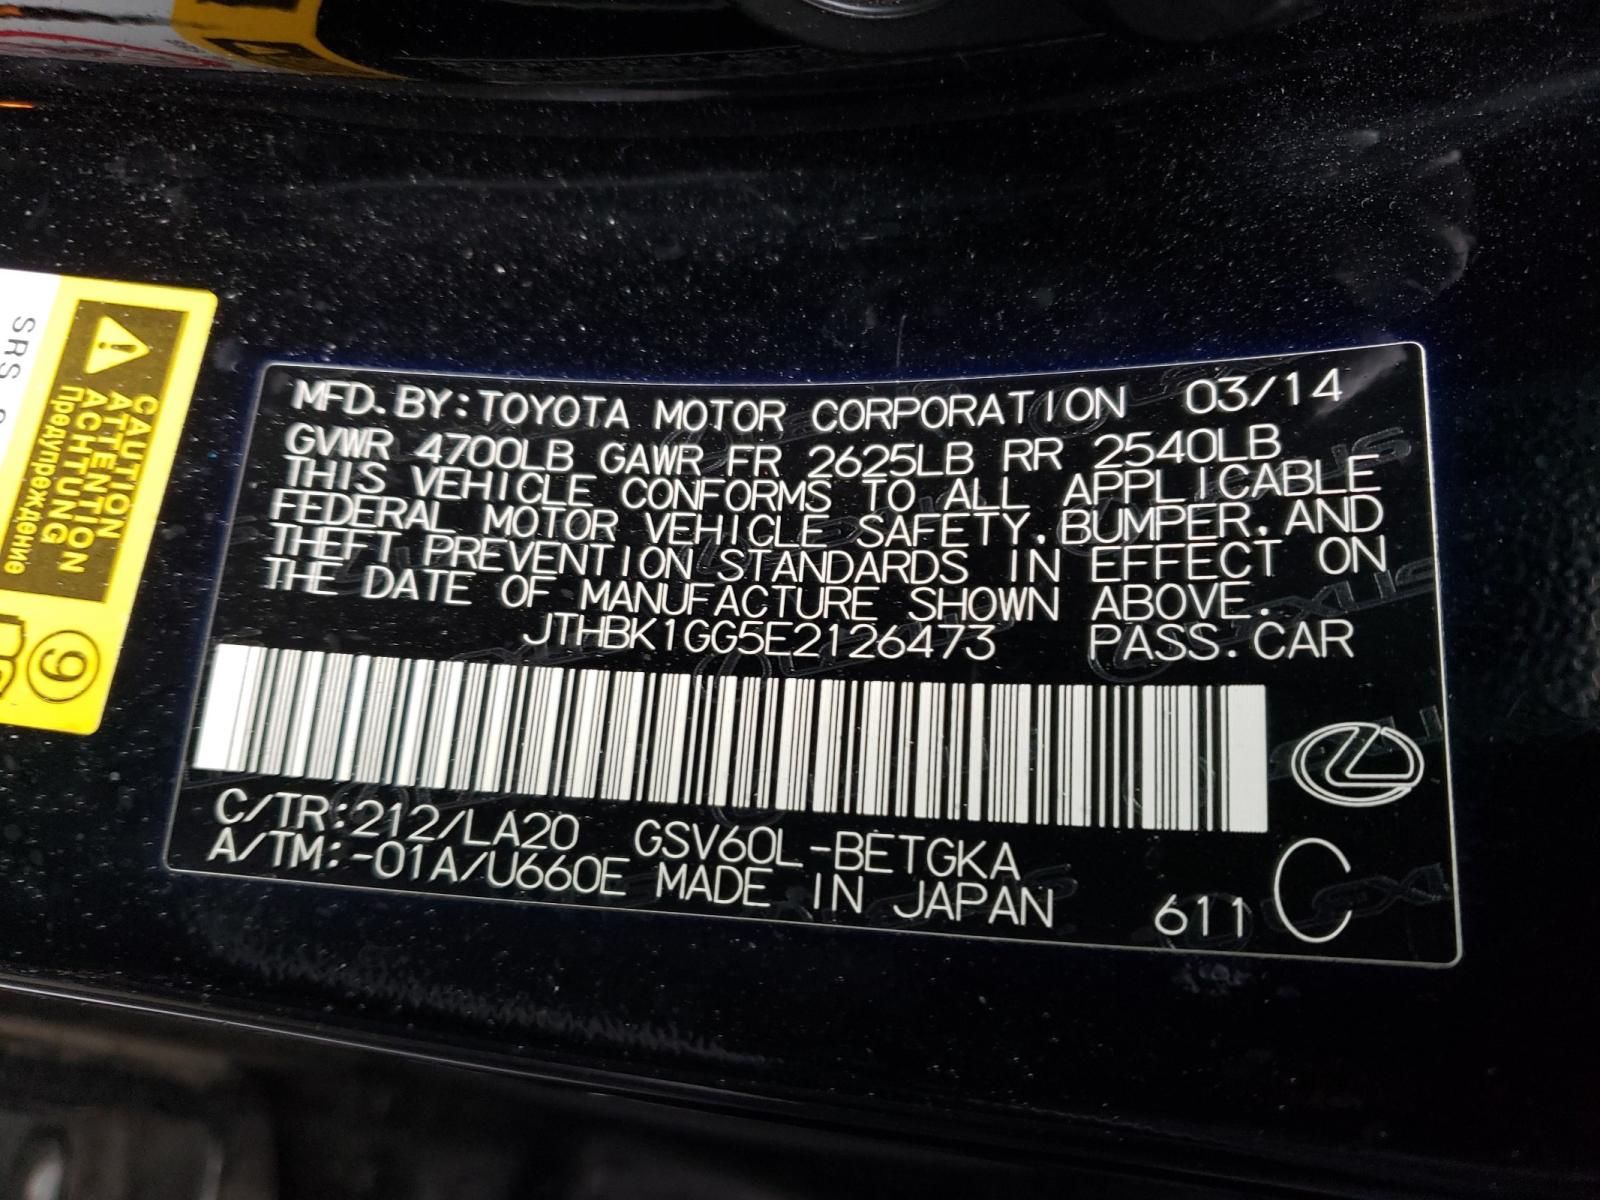 MFD. BY: TOYOTA MOTOR CORPORATION 03/14
GVWR 4700LB GAWR FR 2625LB RR 2540LB
THIS VEHICLE CONFORMS TO ALL APPLICABLE
FEDERAL MOTOR VEHICLE SAFETY, BUMPER, AND
THEFT PREVENTION STANDARDS IN EFFECT ON
THE DATE OF MANUFACTURE SHOWN ABOVE.
JTHBK1GG5E2126473 PASS. CAR
C/TR: 212/LA20 GSV60L-BETGKA
A/TM: -01A/U660E MADE IN JAPAN 611 C
CAUTION
ATTENTION
ACHTUNG
Предупреждение
9
SRS